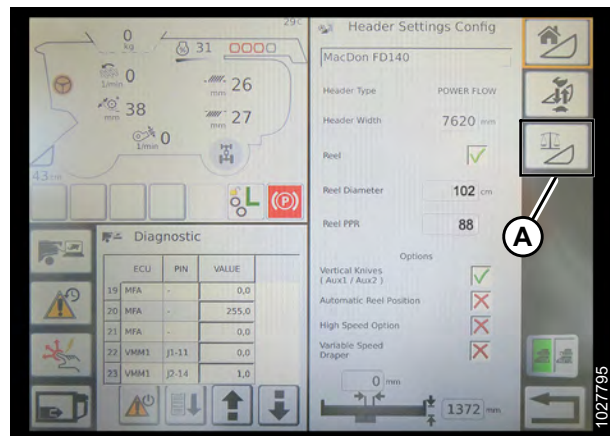 29c
Header Settings Config
0
kg
31
MacDon FD140
1/min
0
26
mm
Header Type
POWER FLOW
38
mm
27
mm
Header Width
7620 mm
0
1/min
Reel
43 cm
Reel Diameter
102 cm
L
(P)
Reel PPR
88
A
Diagnostic
Options
ECU
PIN
VALUE
Vertical Knives
( Aux1 / Aux2 )
19 MFA - 0,0
Automatic Reel Position
20 MFA - 255,0
High Speed Option
21 MFA - 0,0
Variable Speed
Draper
22 VMM1 J1-11 0,0
23 VMM1 J2-14 1,0
0 mm
1372 mm
1027795